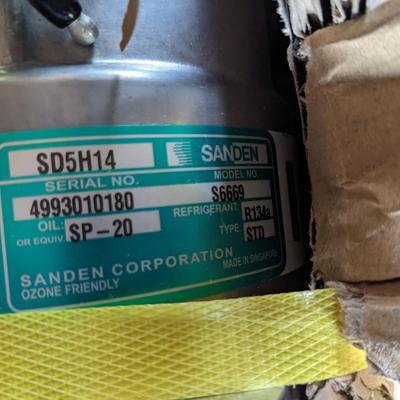 SD5H14 SANDEN
SERIAL NO. MODEL NO.
4993010180 S6669
OIL: SP-20 REFRIGERANT: R134a
OR EQUIV. TYPE: STD
SANDEN CORPORATION MADE IN SINGAPORE
OZONE FRIENDLY